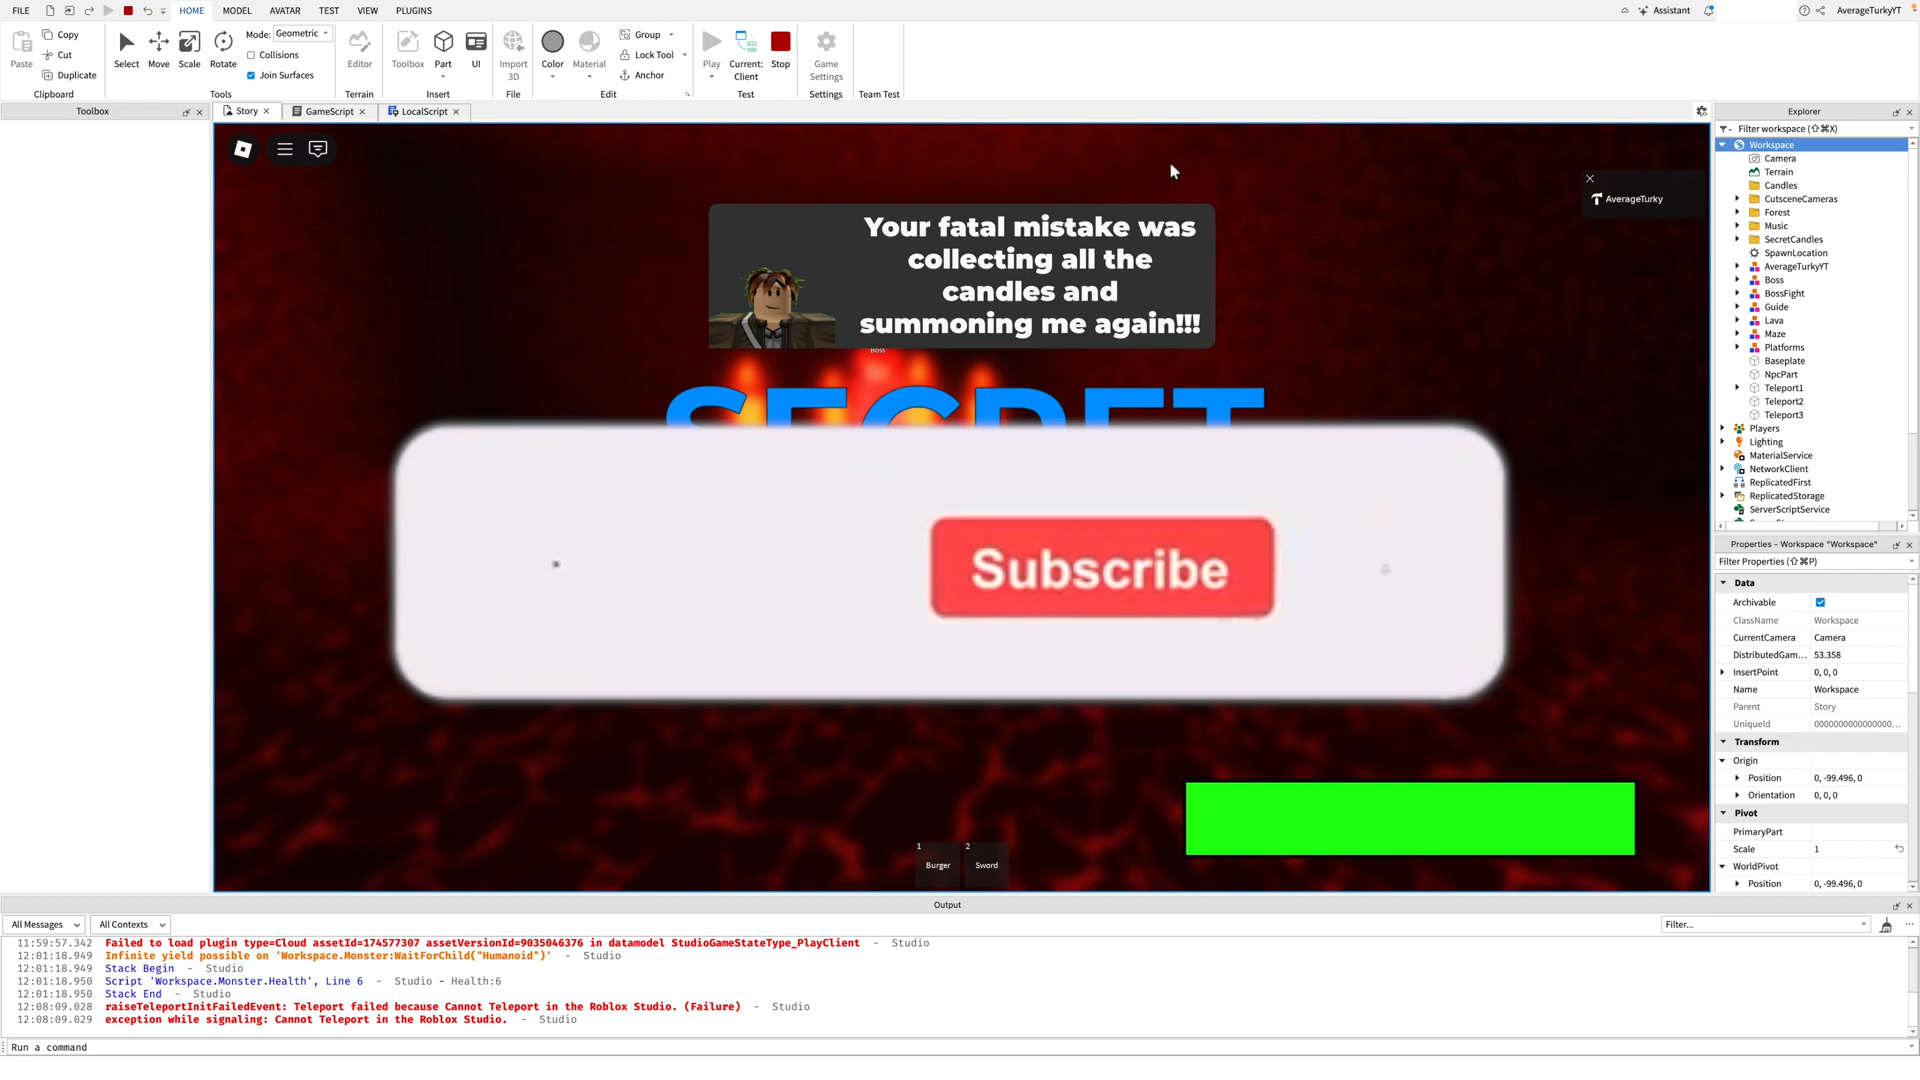 FILE
HOME
MODEL
AVATAR
TEST
VIEW
PLUGINS
Assistant
AverageTurkyYT
Paste
Copy
Cut
Duplicate
Clipboard
Select
Move
Scale
Rotate
Mode: Geometric
Collisions
Join Surfaces
Tools
Editor
Terrain
Toolbox
Part
UI
Insert
Import
3D
File
Color
Material
Group
Lock Tool
Anchor
Edit
Play
Current:
Client
Stop
Test
Game
Settings
Settings
Team Test
Toolbox
Story
GameScript
LocalScript
Your fatal mistake was
collecting all the
candles and
summoning me again!!!
Boss
SECRET
Subscribe
AverageTurky
1
Burger
2
Sword
Explorer
Filter workspace (⇧⌘X)
Workspace
Camera
Terrain
Candles
CutsceneCameras
Forest
Music
SecretCandles
SpawnLocation
AverageTurkyYT
Boss
BossFight
Guide
Lava
Maze
Platforms
Baseplate
NpcPart
Teleport1
Teleport2
Teleport3
Players
Lighting
MaterialService
NetworkClient
ReplicatedFirst
ReplicatedStorage
ServerScriptService
Properties - Workspace "Workspace"
Filter Properties (⇧⌘P)
Data
Archivable
ClassName Workspace
CurrentCamera Camera
DistributedGam... 53.358
InsertPoint 0, 0, 0
Name Workspace
Parent Story
UniqueId 0000000000000000...
Transform
Origin
Position 0, -99.496, 0
Orientation 0, 0, 0
Pivot
PrimaryPart
Scale 1
WorldPivot
Position 0, -99.496, 0
Output
All Messages
All Contexts
Filter...
11:59:57.342 Failed to load plugin type=Cloud assetId=174577307 assetVersionId=9035046376 in datamodel StudioGameStateType_PlayClient - Studio
12:01:18.949 Infinite yield possible on 'Workspace.Monster:WaitForChild("Humanoid")' - Studio
12:01:18.949 Stack Begin - Studio
12:01:18.950 Script 'Workspace.Monster.Health', Line 6 - Studio - Health:6
12:01:18.950 Stack End - Studio
12:08:09.028 raiseTeleportInitFailedEvent: Teleport failed because Cannot Teleport in the Roblox Studio. (Failure) - Studio
12:08:09.029 exception while signaling: Cannot Teleport in the Roblox Studio. - Studio
Run a command